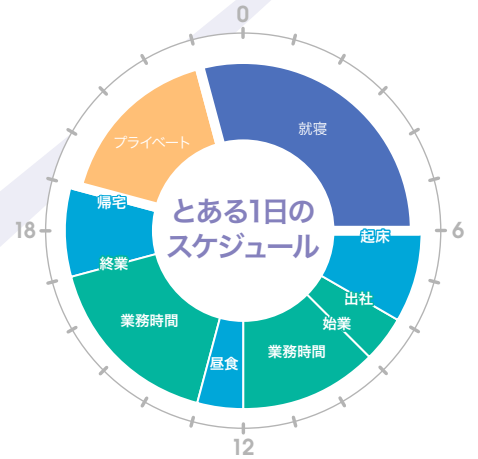 0
就寝
プライベート
帰宅
とある1日の
スケジュール
18
6
起床
終業
出社
始業
業務時間
業務時間
昼食
12